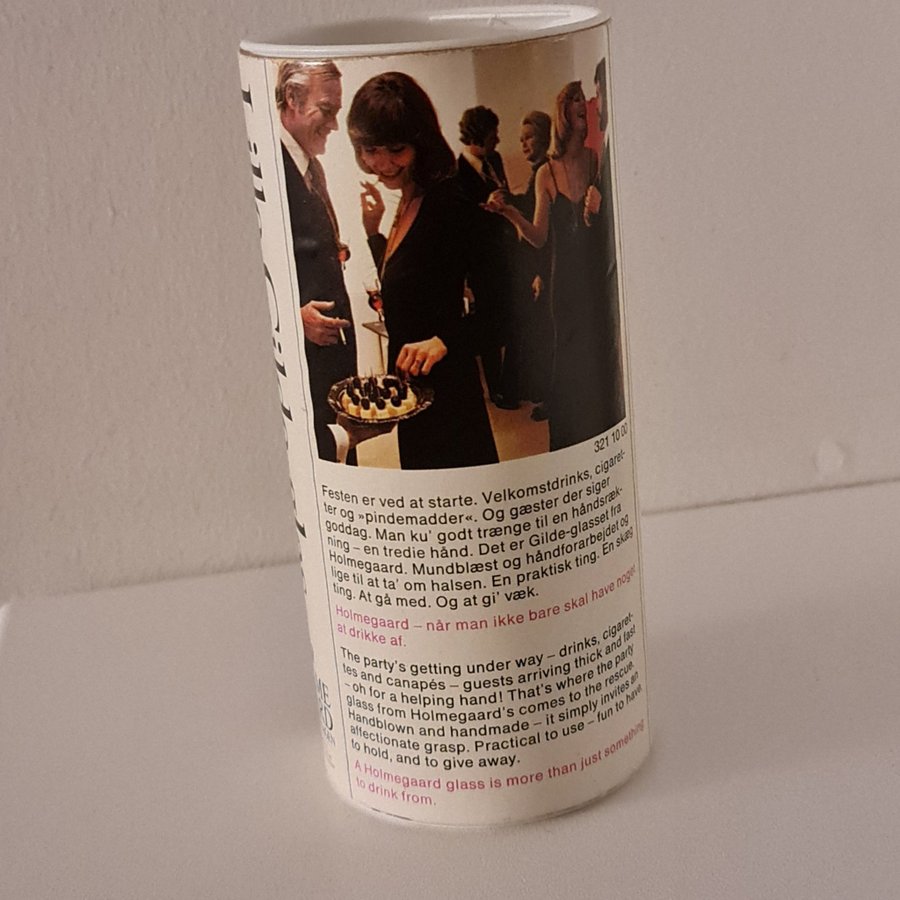 321 10 00
Festen er ved at starte. Velkomstdrinks, cigaret-
ter og »pindemadder«. Og gæster der siger
goddag. Man ku' godt trænge til en håndsræk-
ning – en tredie hånd. Det er Gilde-glasset fra
Holmegaard. Mundblæst og håndforarbejdet og
lige til at ta' om halsen. En praktisk ting. En skæg
ting. At gå med. Og at gi' væk.
Holmegaard – når man ikke bare skal have noget
at drikke af.
The party's getting under way – drinks, cigaret-
tes and canapés – guests arriving thick and fast
– oh for a helping hand! That's where the party
glass from Holmegaard's comes to the rescue.
Handblown and handmade – it simply invites an
affectionate grasp. Practical to use – fun to have,
to hold, and to give away.
A Holmegaard glass is more than just something
to drink from.